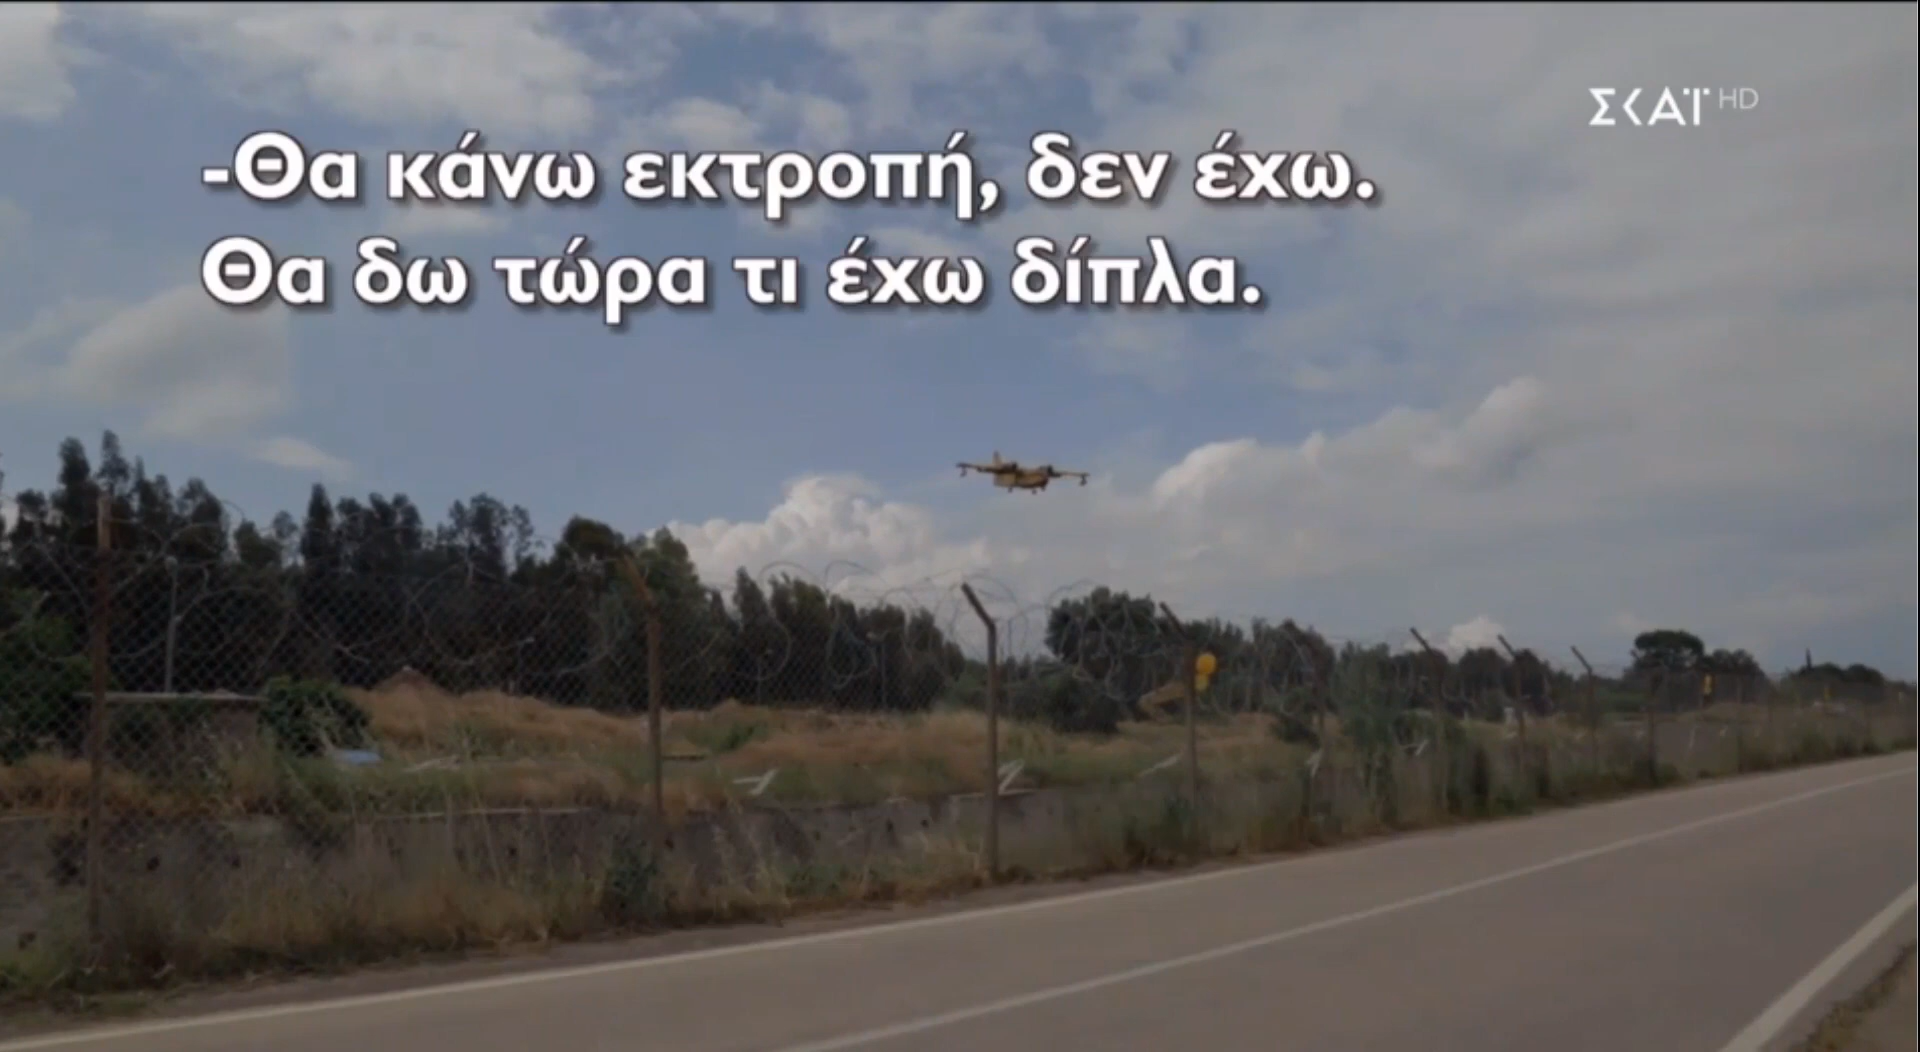 ΣΚΑΪ HD
-Θα κάνω εκτροπή, δεν έχω.
Θα δω τώρα τι έχω δίπλα.